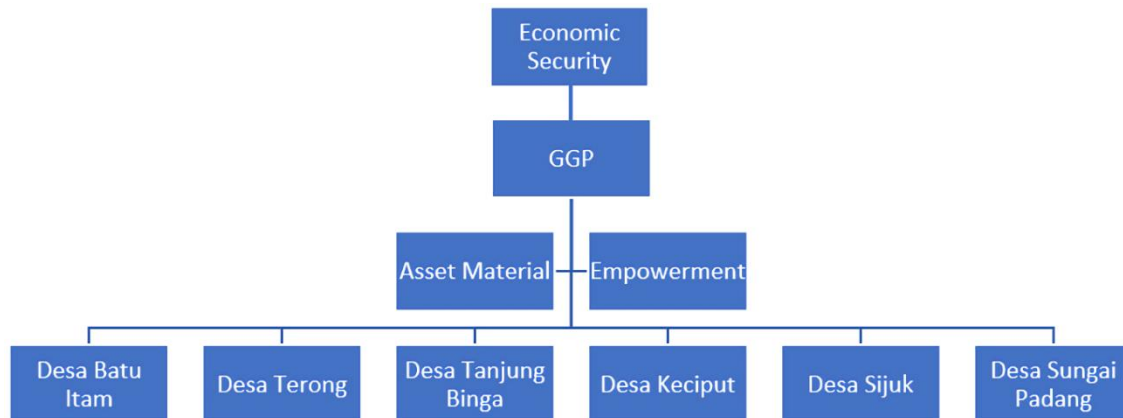 Economic
Security
GGP
Asset Material
Empowerment
Desa Batu
Itam
Desa Terong
Desa Tanjung
Binga
Desa Keciput
Desa Sijuk
Desa Sungai
Padang